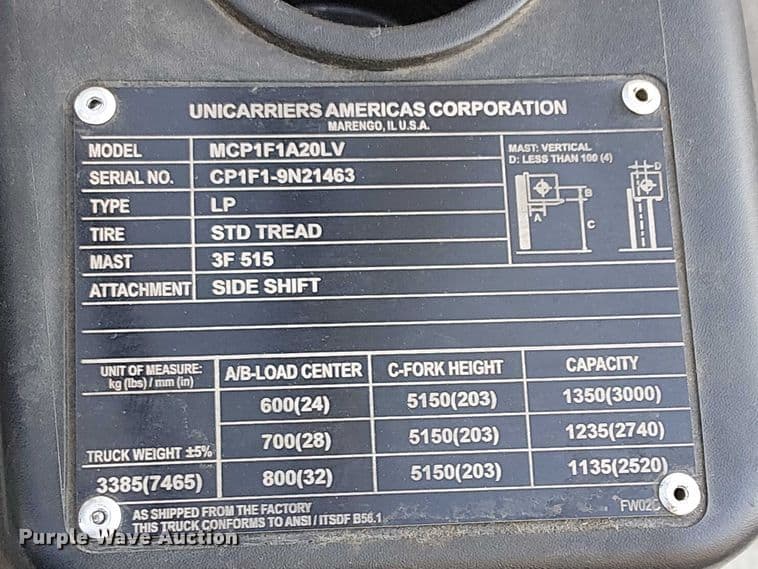 UNICARRIERS AMERICAS CORPORATION
MARENGO, IL U.S.A.
MODEL MCP1F1A20LV
SERIAL NO. CP1F1-9N21463
TYPE LP
TIRE STD TREAD
MAST 3F 515
ATTACHMENT SIDE SHIFT
MAST: VERTICAL
D: LESS THAN 100 (4)
D
B
A
C
UNIT OF MEASURE:
kg (lbs) / mm (in)
A/B-LOAD CENTER C-FORK HEIGHT CAPACITY
600(24) 5150(203) 1350(3000)
700(28) 5150(203) 1235(2740)
TRUCK WEIGHT ±5%
3385(7465) 800(32) 5150(203) 1135(2520)
AS SHIPPED FROM THE FACTORY
THIS TRUCK CONFORMS TO ANSI / ITSDF B56.1
Purple Wave Auction